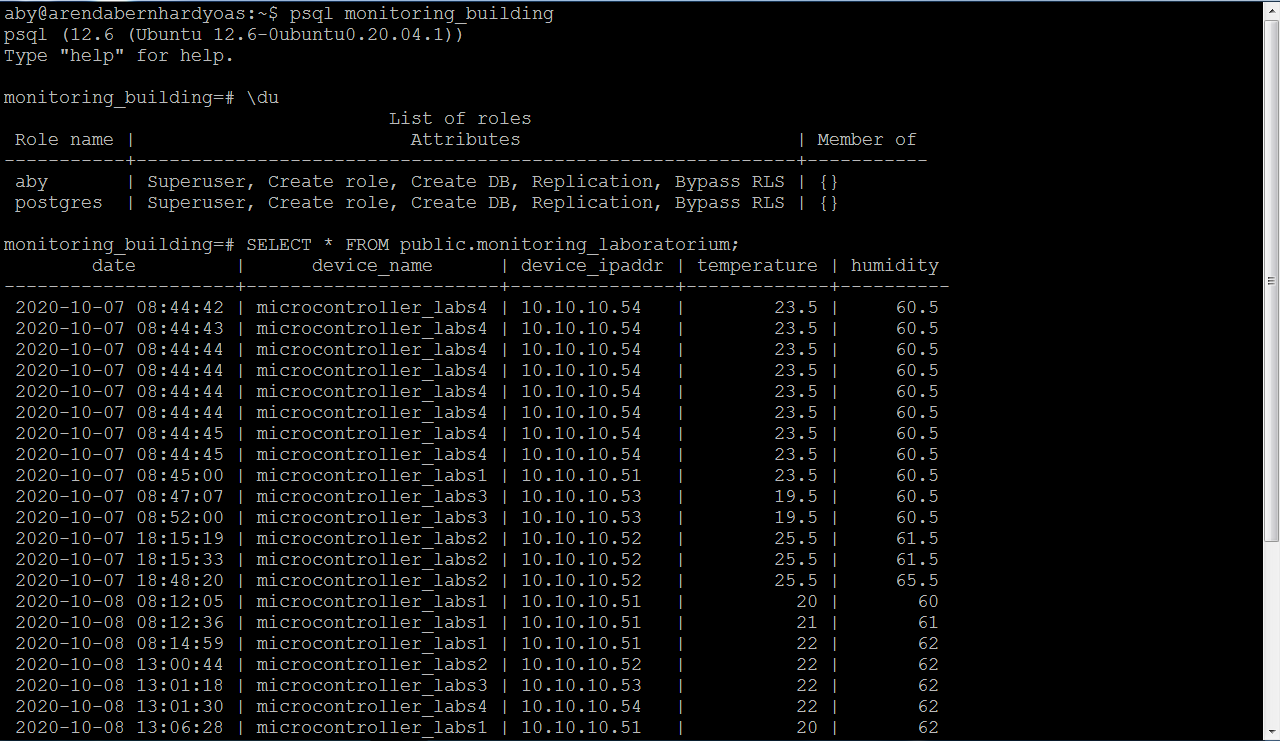 aby@arendabernhardyoas:~$ psql monitoring_building
psql (12.6 (Ubuntu 12.6-0ubuntu0.20.04.1))
Type "help" for help.

monitoring_building=# \du
                                   List of roles
 Role name |                         Attributes                         | Member of
-----------+------------------------------------------------------------+-----------
 aby       | Superuser, Create role, Create DB, Replication, Bypass RLS | {}
 postgres  | Superuser, Create role, Create DB, Replication, Bypass RLS | {}

monitoring_building=# SELECT * FROM public.monitoring_laboratorium;
        date         |      device_name      | device_ipaddr | temperature | humidity
---------------------+-----------------------+---------------+-------------+----------
 2020-10-07 08:44:42 | microcontroller_labs4 | 10.10.10.54   |        23.5 |     60.5
 2020-10-07 08:44:43 | microcontroller_labs4 | 10.10.10.54   |        23.5 |     60.5
 2020-10-07 08:44:44 | microcontroller_labs4 | 10.10.10.54   |        23.5 |     60.5
 2020-10-07 08:44:44 | microcontroller_labs4 | 10.10.10.54   |        23.5 |     60.5
 2020-10-07 08:44:44 | microcontroller_labs4 | 10.10.10.54   |        23.5 |     60.5
 2020-10-07 08:44:44 | microcontroller_labs4 | 10.10.10.54   |        23.5 |     60.5
 2020-10-07 08:44:45 | microcontroller_labs4 | 10.10.10.54   |        23.5 |     60.5
 2020-10-07 08:44:45 | microcontroller_labs4 | 10.10.10.54   |        23.5 |     60.5
 2020-10-07 08:45:00 | microcontroller_labs1 | 10.10.10.51   |        23.5 |     60.5
 2020-10-07 08:47:07 | microcontroller_labs3 | 10.10.10.53   |        19.5 |     60.5
 2020-10-07 08:52:00 | microcontroller_labs3 | 10.10.10.53   |        19.5 |     60.5
 2020-10-07 18:15:19 | microcontroller_labs2 | 10.10.10.52   |        25.5 |     61.5
 2020-10-07 18:15:33 | microcontroller_labs2 | 10.10.10.52   |        25.5 |     61.5
 2020-10-07 18:48:20 | microcontroller_labs2 | 10.10.10.52   |        25.5 |     65.5
 2020-10-08 08:12:05 | microcontroller_labs1 | 10.10.10.51   |          20 |       60
 2020-10-08 08:12:36 | microcontroller_labs1 | 10.10.10.51   |          21 |       61
 2020-10-08 08:14:59 | microcontroller_labs1 | 10.10.10.51   |          22 |       62
 2020-10-08 13:00:44 | microcontroller_labs2 | 10.10.10.52   |          22 |       62
 2020-10-08 13:01:18 | microcontroller_labs3 | 10.10.10.53   |          22 |       62
 2020-10-08 13:01:30 | microcontroller_labs4 | 10.10.10.54   |          22 |       62
 2020-10-08 13:06:28 | microcontroller_labs1 | 10.10.10.51   |          20 |       62